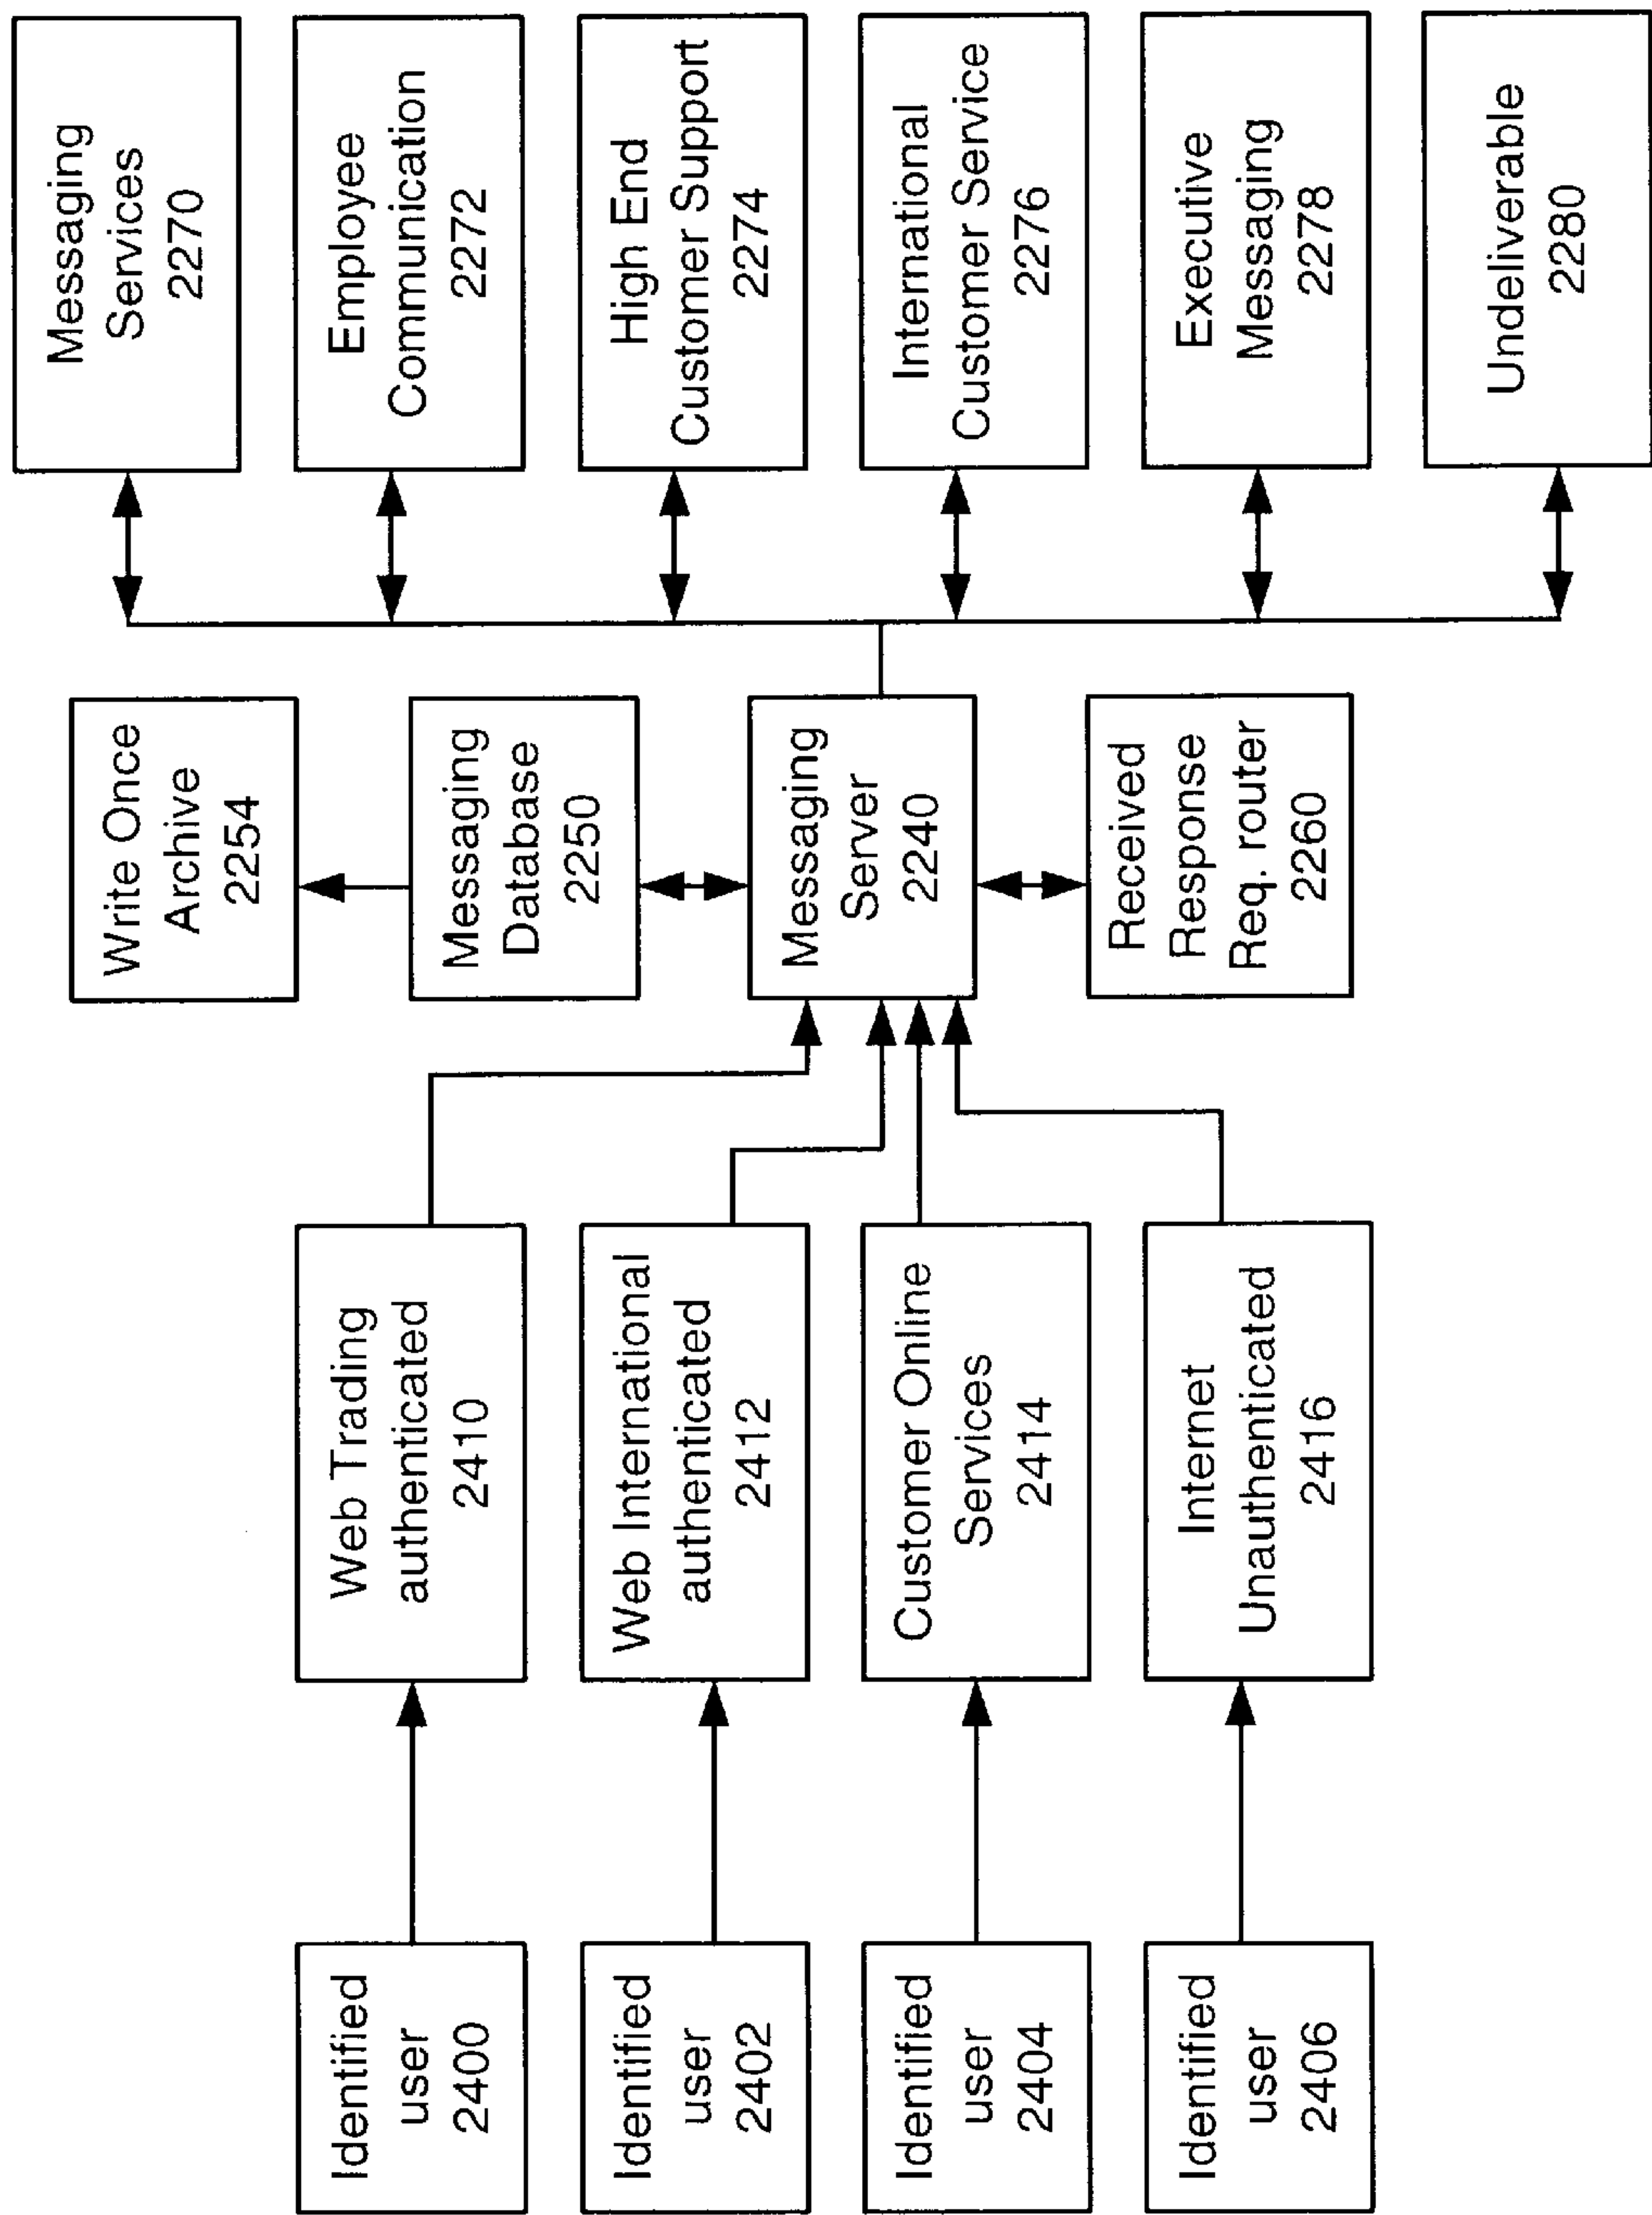 Identified
user
2400
Identified
user
2402
Identified
user
2404
Identified
user
2406
Web Trading
authenticated
2410
Web International
authenticated
2412
Customer Online
Services
2414
Internet
Unauthenticated
2416
Write Once
Archive
2254
Messaging
Database
2250
Messaging
Server
2240
Received
Response
Req. router
2260
Messaging
Services
2270
Employee
Communication
2272
High End
Customer Support
2274
International
Customer Service
2276
Executive
Messaging
2278
Undeliverable
2280